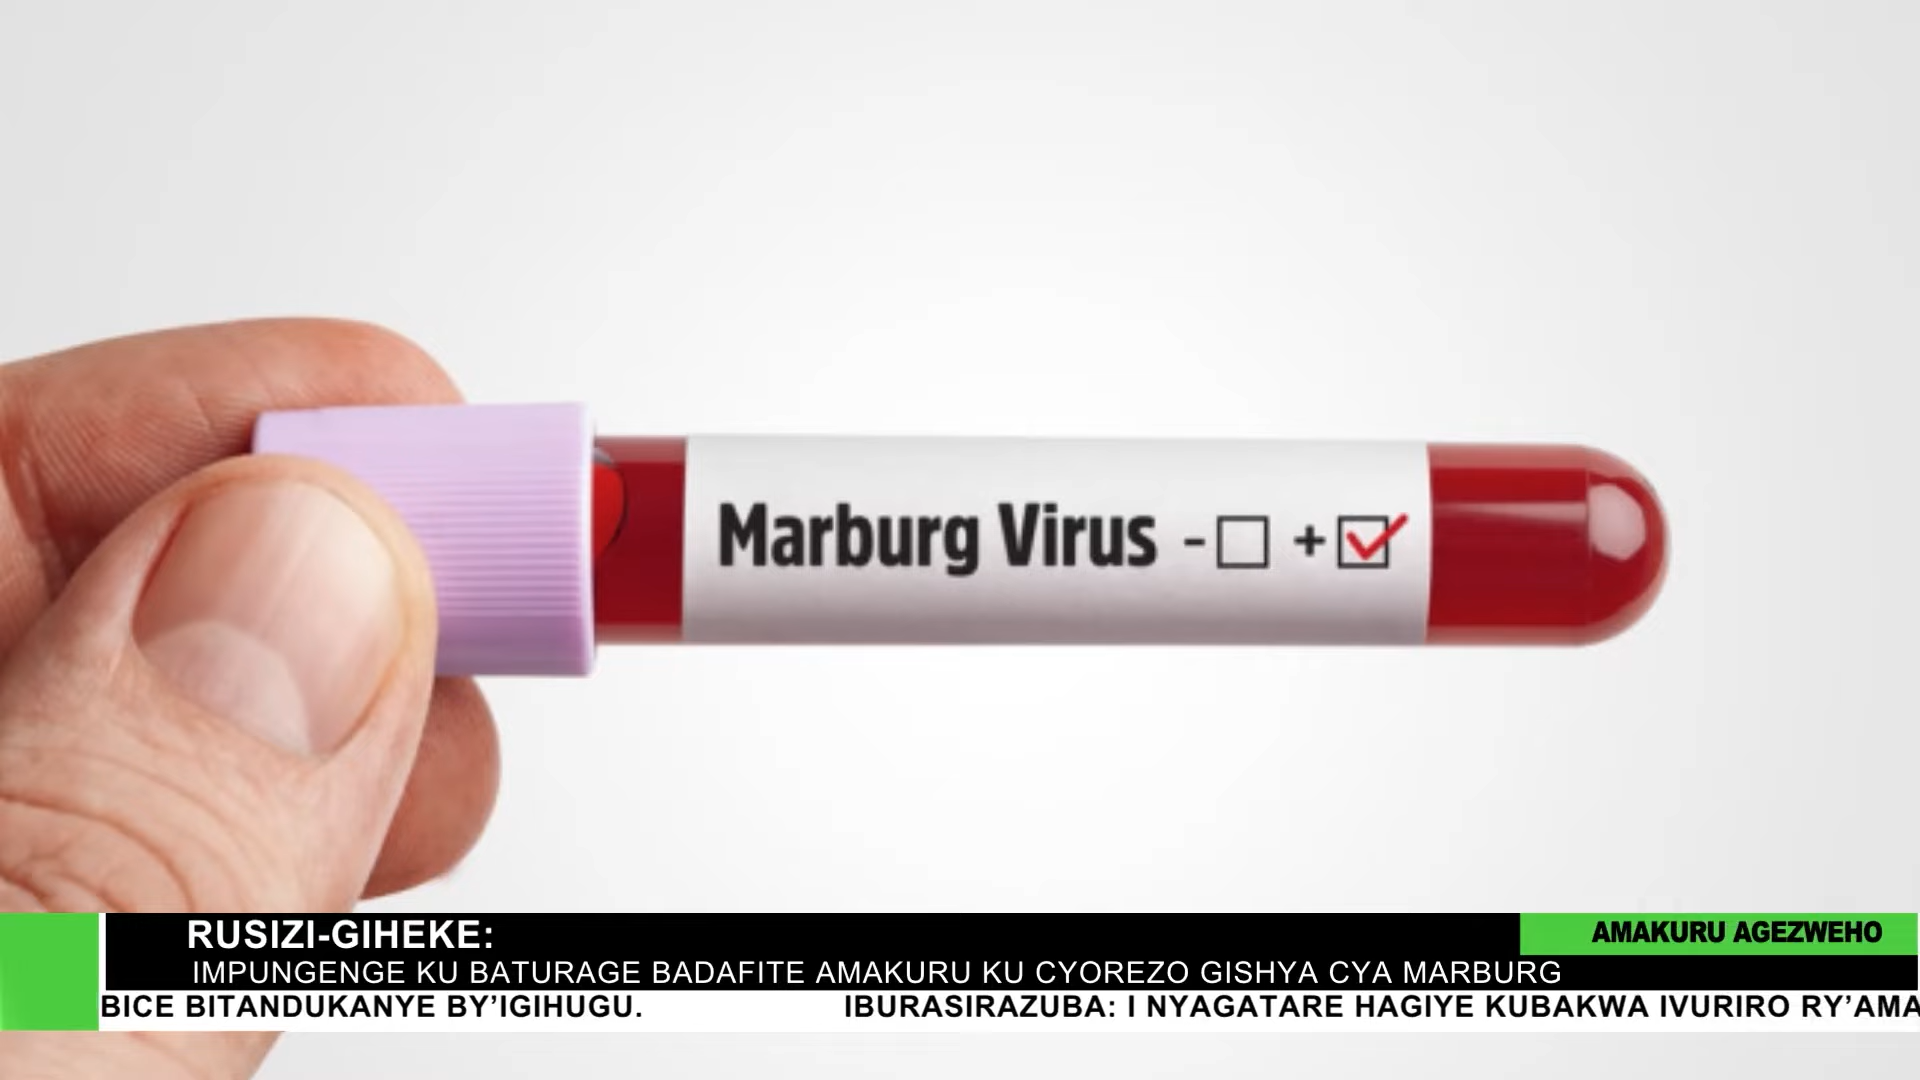 Marburg Virus - +
RUSIZI-GIHEKE:
AMAKURU AGEZWEHO
IMPUNGENGE KU BATURAGE BADAFITE AMAKURU KU CYOREZO GISHYA CYA MARBURG
BICE BITANDUKANYE BY’IGIHUGU. IBURASIRAZUBA: I NYAGATARE HAGIYE KUBAKWA IVURIRO RY’AMA